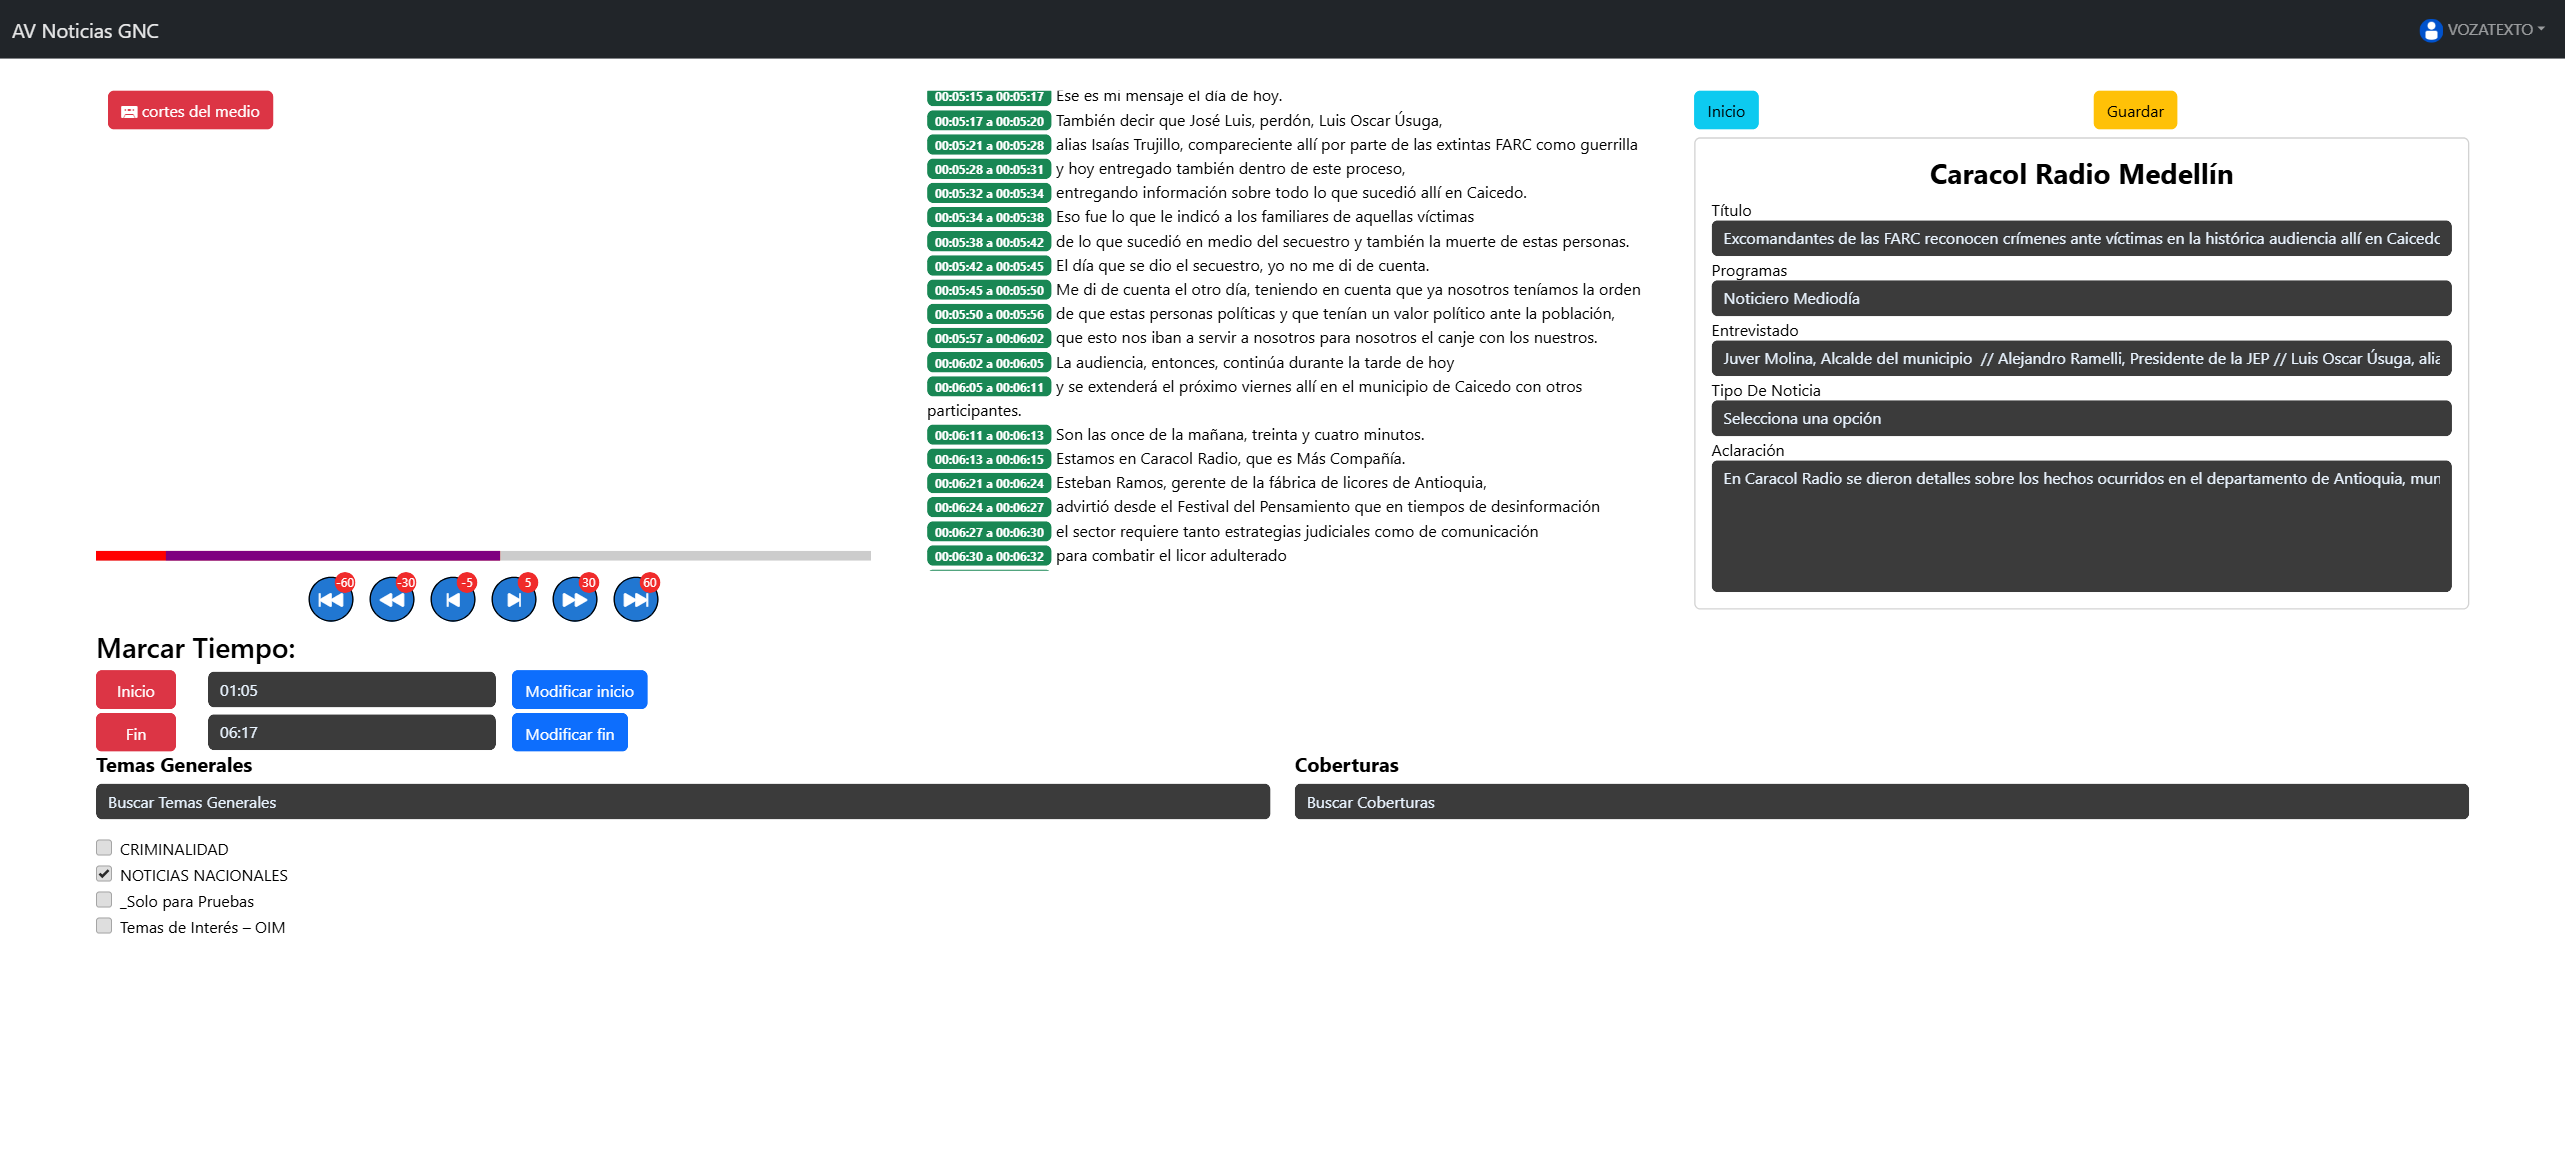 AV Noticias GNC
VOZATEXTO
cortes del medio
-60
-30
-5
5
30
60
Marcar Tiempo:
Inicio
01:05
Modificar inicio
Fin
06:17
Modificar fin
00:05:15 a 00:05:17 Ese es mi mensaje el día de hoy.
00:05:17 a 00:05:20 También decir que José Luis, perdón, Luis Oscar Úsuga,
00:05:21 a 00:05:28 alias Isaías Trujillo, compareciente allí por parte de las extintas FARC como guerrilla
00:05:28 a 00:05:31 y hoy entregado también dentro de este proceso,
00:05:32 a 00:05:34 entregando información sobre todo lo que sucedió allí en Caicedo.
00:05:34 a 00:05:38 Eso fue lo que le indicó a los familiares de aquellas víctimas
00:05:38 a 00:05:42 de lo que sucedió en medio del secuestro y también la muerte de estas personas.
00:05:42 a 00:05:45 El día que se dio el secuestro, yo no me di de cuenta.
00:05:45 a 00:05:50 Me di de cuenta el otro día, teniendo en cuenta que ya nosotros teníamos la orden
00:05:50 a 00:05:56 de que estas personas políticas y que tenían un valor político ante la población,
00:05:57 a 00:06:02 que esto nos iban a servir a nosotros para nosotros el canje con los nuestros.
00:06:02 a 00:06:05 La audiencia, entonces, continúa durante la tarde de hoy
00:06:05 a 00:06:11 y se extenderá el próximo viernes allí en el municipio de Caicedo con otros
participantes.
00:06:11 a 00:06:13 Son las once de la mañana, treinta y cuatro minutos.
00:06:13 a 00:06:15 Estamos en Caracol Radio, que es Más Compañía.
00:06:21 a 00:06:24 Esteban Ramos, gerente de la fábrica de licores de Antioquia,
00:06:24 a 00:06:27 advirtió desde el Festival del Pensamiento que en tiempos de desinformación
00:06:27 a 00:06:30 el sector requiere tanto estrategias judiciales como de comunicación
00:06:30 a 00:06:32 para combatir el licor adulterado
Inicio
Guardar
Caracol Radio Medellín
Título
Excomandantes de las FARC reconocen crímenes ante víctimas en la histórica audiencia allí en Caicedo
Programas
Noticiero Mediodía
Entrevistado
Juver Molina, Alcalde del municipio // Alejandro Ramelli, Presidente de la JEP // Luis Oscar Úsuga, alia
Tipo De Noticia
Selecciona una opción
Aclaración
En Caracol Radio se dieron detalles sobre los hechos ocurridos en el departamento de Antioquia, mun
Temas Generales
Buscar Temas Generales
CRIMINALIDAD
NOTICIAS NACIONALES
_Solo para Pruebas
Temas de Interés – OIM
Coberturas
Buscar Coberturas